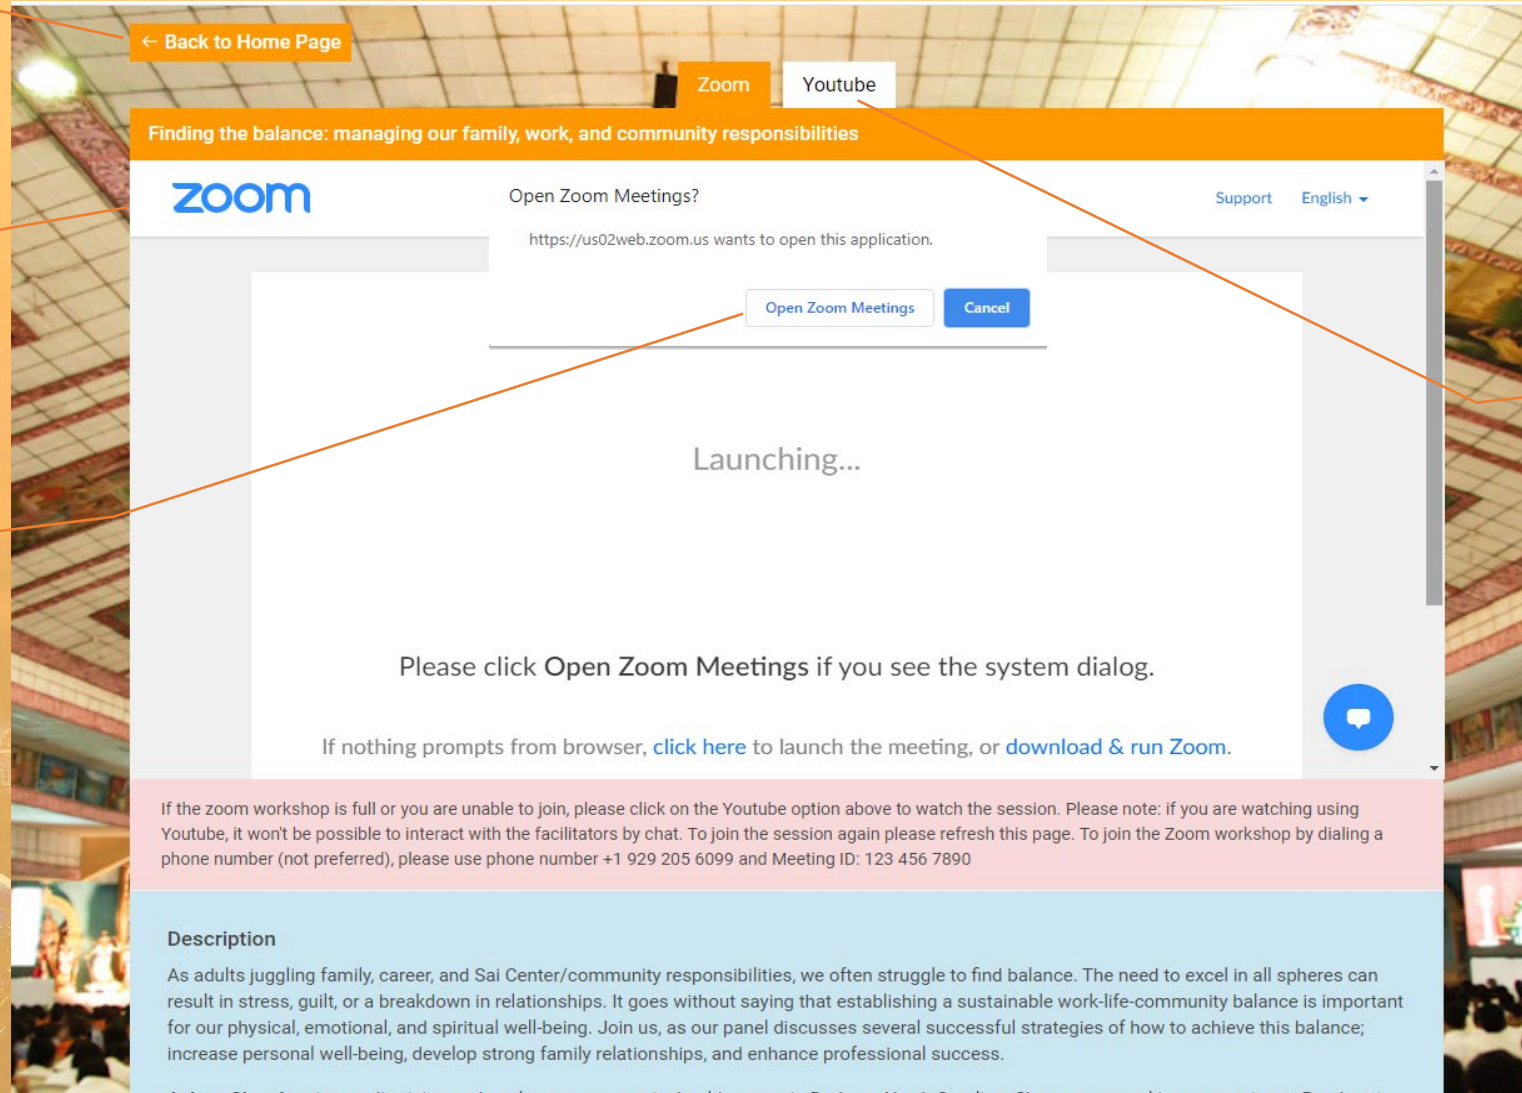 ← Back to Home Page
Zoom Youtube
Finding the balance: managing our family, work, and community responsibilities
zoom
Open Zoom Meetings?
Support English
https://us02web.zoom.us wants to open this application.
Open Zoom Meetings Cancel
Launching...
Please click Open Zoom Meetings if you see the system dialog.
If nothing prompts from browser, click here to launch the meeting, or download & run Zoom.
If the zoom workshop is full or you are unable to join, please click on the Youtube option above to watch the session. Please note: if you are watching using
Youtube, it won't be possible to interact with the facilitators by chat. To join the session again please refresh this page. To join the Zoom workshop by dialing a
phone number (not preferred), please use phone number +1 929 205 6099 and Meeting ID: 123 456 7890
Description
As adults juggling family, career, and Sai Center/community responsibilities, we often struggle to find balance. The need to excel in all spheres can
result in stress, guilt, or a breakdown in relationships. It goes without saying that establishing a sustainable work-life-community balance is important
for our physical, emotional, and spiritual well-being. Join us, as our panel discusses several successful strategies of how to achieve this balance;
increase personal well-being, develop strong family relationships, and enhance professional success.